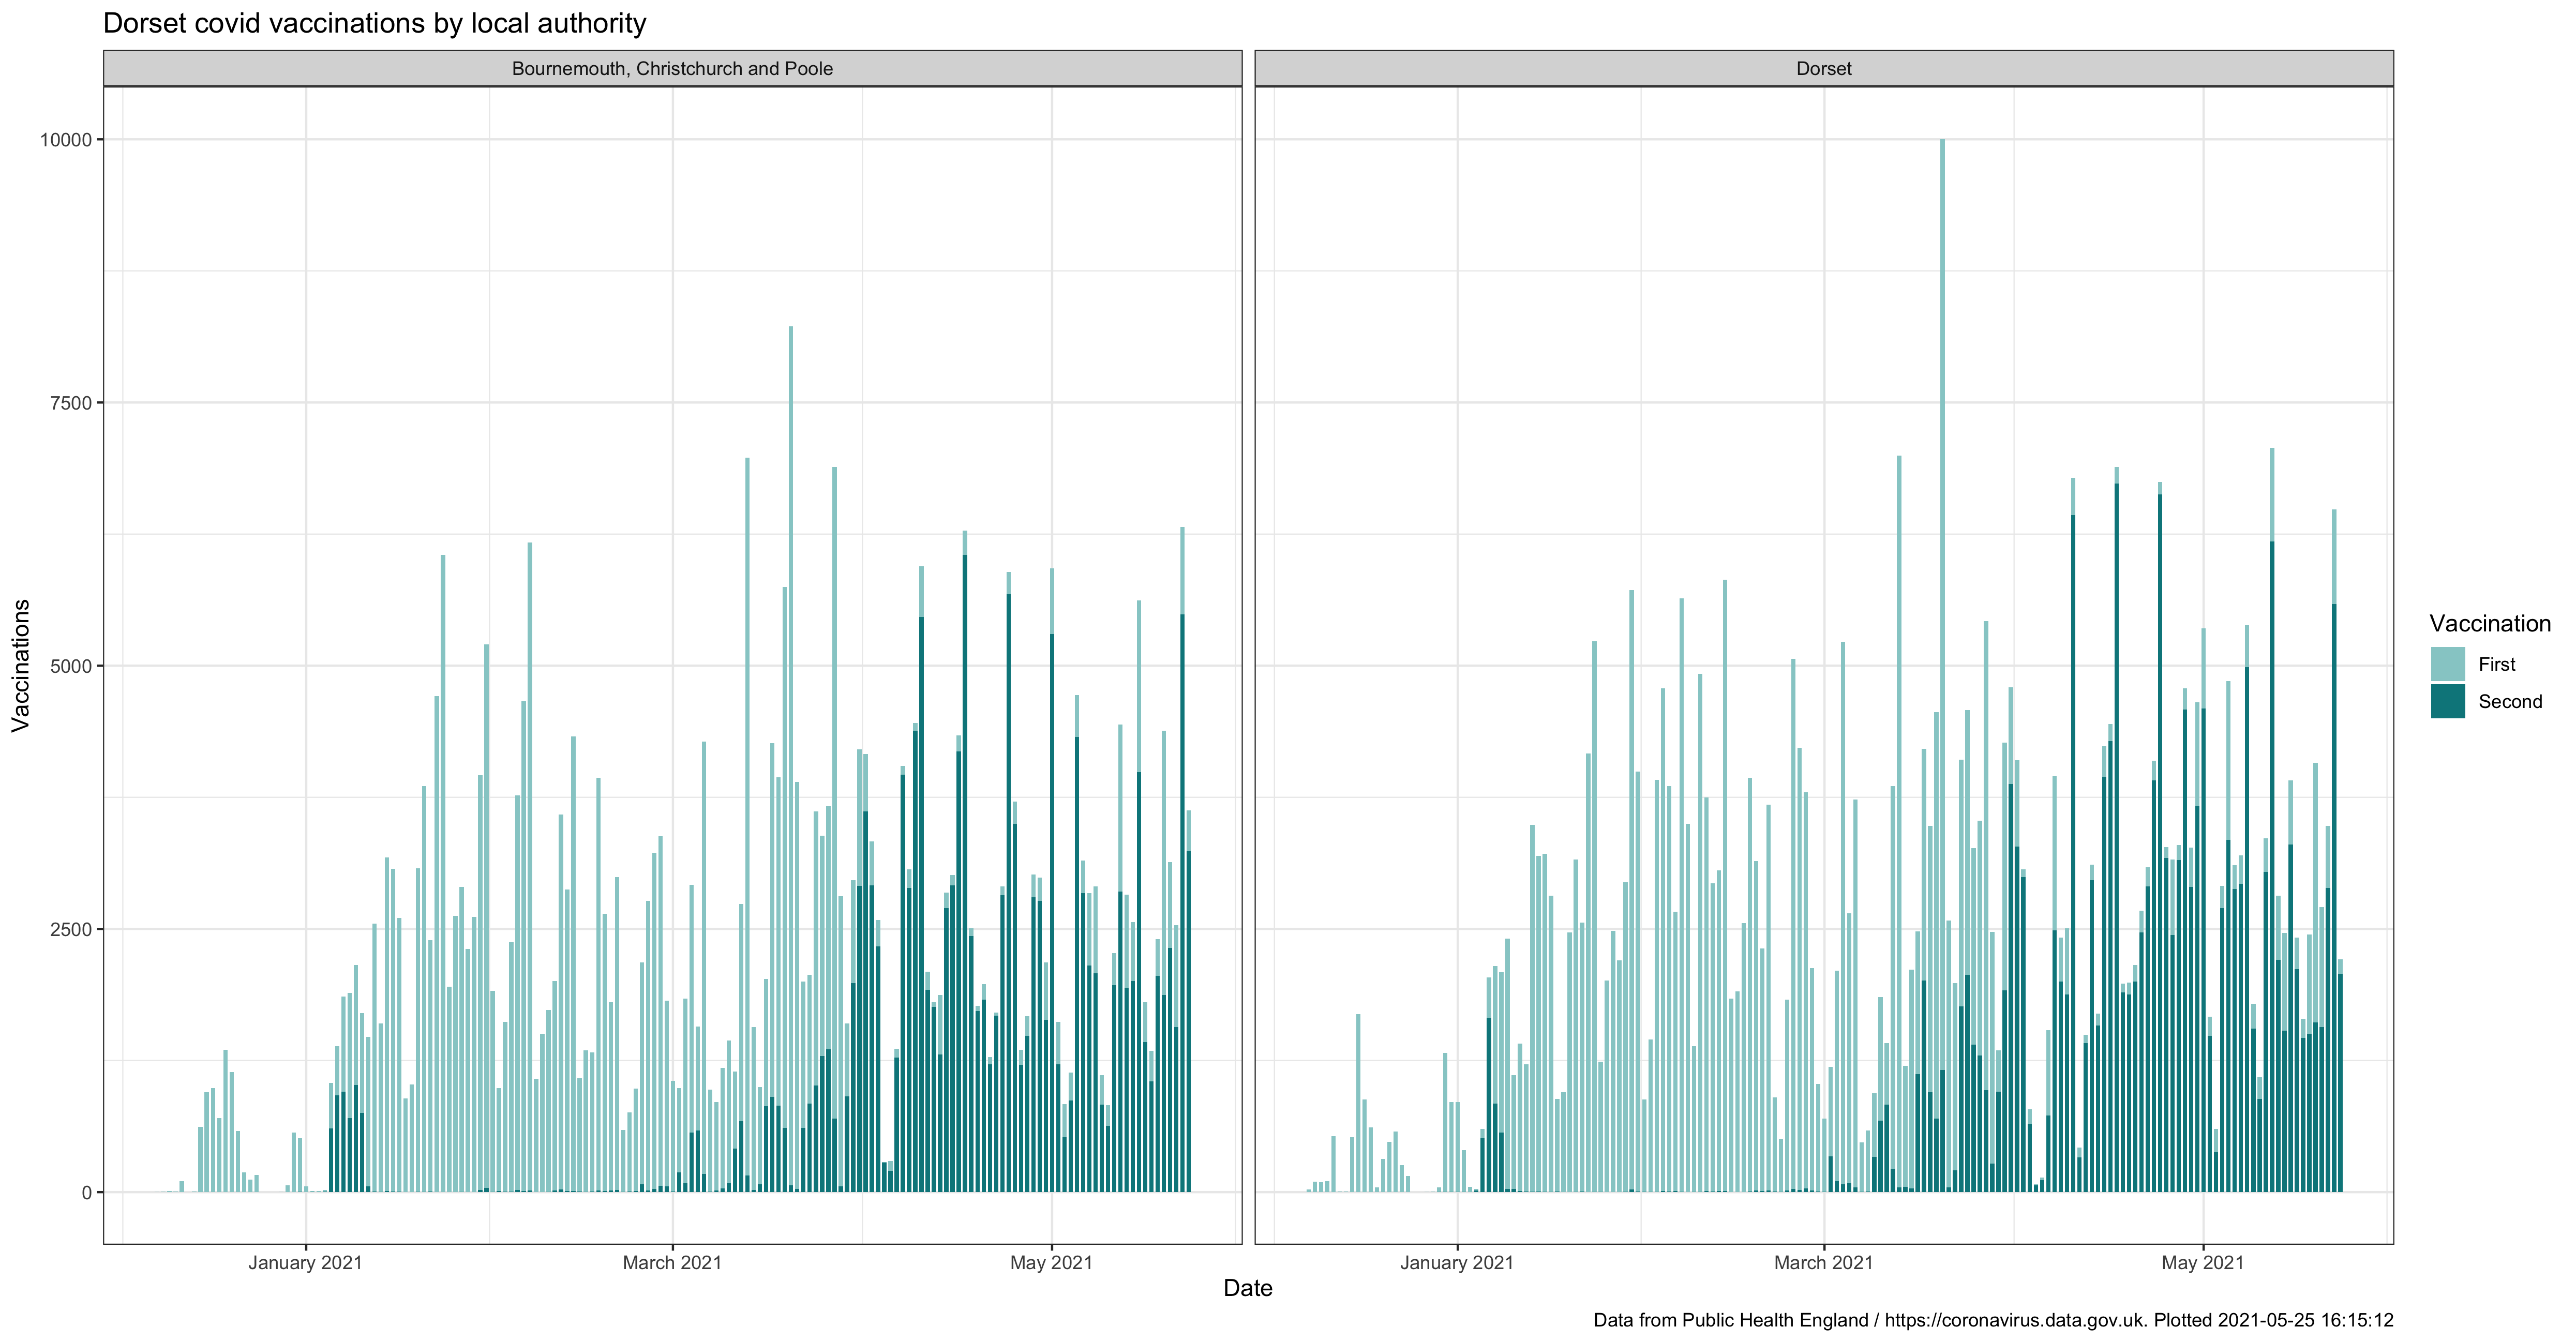 Dorset covid vaccinations by local authority
Bournemouth, Christchurch and Poole
Dorset
10000
7500
5000
2500
0
Vaccinations
January 2021
March 2021
May 2021
January 2021
March 2021
May 2021
Date
Vaccination
First
Second
Data from Public Health England / https://coronavirus.data.gov.uk. Plotted 2021-05-25 16:15:12